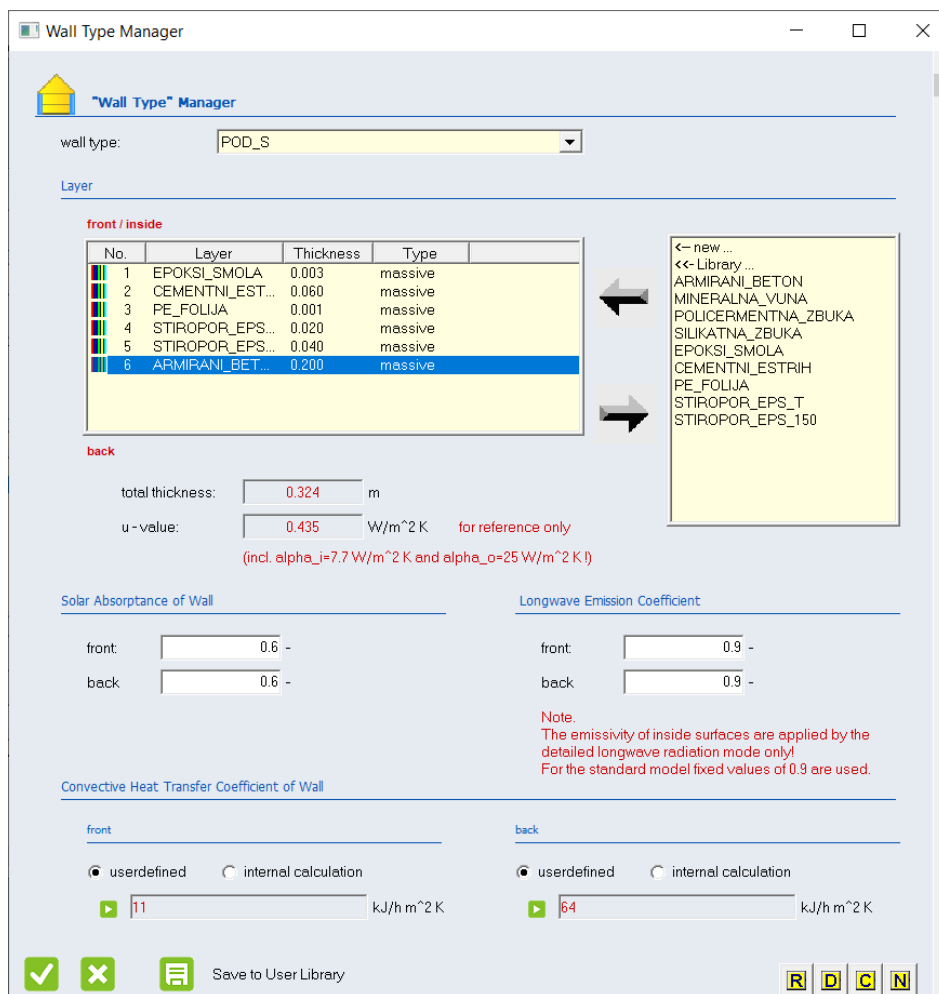 Wall Type Manager
"Wall Type" Manager
wall type: POD_S
Layer
front / inside
No. Layer Thickness Type
1 EPOKSI_SMOLA 0.003 massive
2 CEMENTNI_EST... 0.060 massive
3 PE_FOLIJA 0.001 massive
4 STIROPOR_EPS... 0.020 massive
5 STIROPOR_EPS... 0.040 massive
6 ARMIRANI_BET... 0.200 massive
<-- new ...
<<- Library ...
ARMIRANI_BETON
MINERALNA_VUNA
POLICERMENTNA_ZBUKA
SILIKATNA_ZBUKA
EPOKSI_SMOLA
CEMENTNI_ESTRIH
PE_FOLIJA
STIROPOR_EPS_T
STIROPOR_EPS_150
back
total thickness: 0.324 m
u - value: 0.435 W/m^2 K for reference only
(incl. alpha_i=7.7 W/m^2 K and alpha_o=25 W/m^2 K !)
Solar Absorptance of Wall
front: 0.6 -
back 0.6 -
Longwave Emission Coefficient
front: 0.9 -
back 0.9 -
Note.
The emissivity of inside surfaces are applied by the
detailed longwave radiation mode only!
For the standard model fixed values of 0.9 are used.
Convective Heat Transfer Coefficient of Wall
front
userdefined internal calculation
11 kJ/h m^2 K
back
userdefined internal calculation
64 kJ/h m^2 K
Save to User Library
R D C N